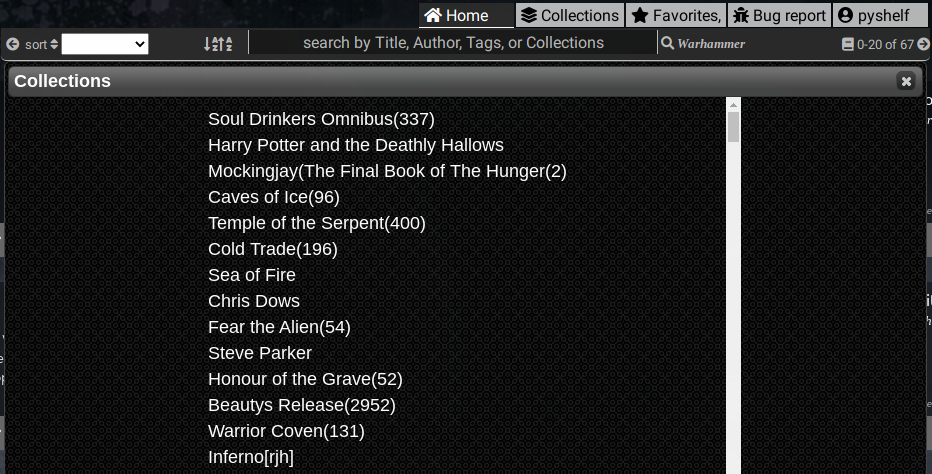 Home
Collections
Favorites,
Bug report
pyshelf
sort
search by Title, Author, Tags, or Collections
Warhammer
0-20 of 67
Collections
Soul Drinkers Omnibus(337)
Harry Potter and the Deathly Hallows
Mockingjay(The Final Book of The Hunger(2)
Caves of Ice(96)
Temple of the Serpent(400)
Cold Trade(196)
Sea of Fire
Chris Dows
Fear the Alien(54)
Steve Parker
Honour of the Grave(52)
Beautys Release(2952)
Warrior Coven(131)
Inferno[rjh]